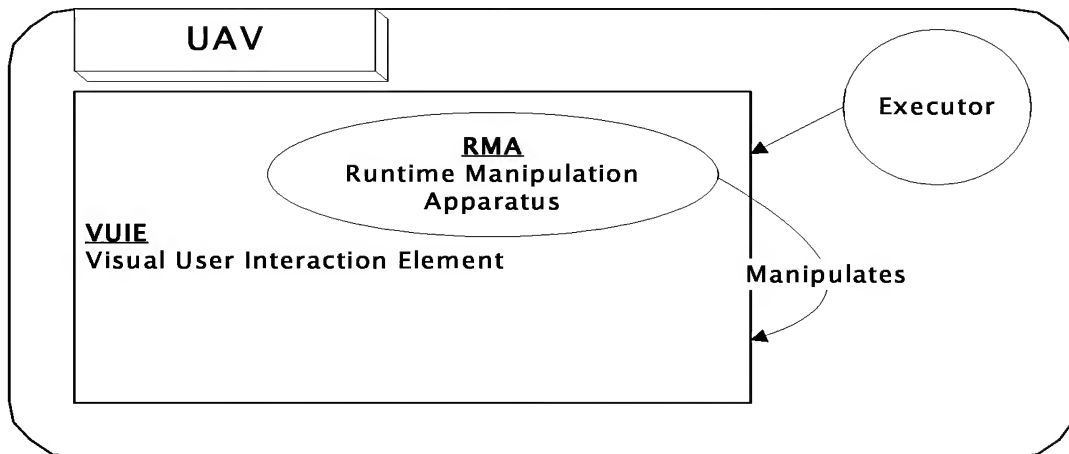 UAV
Executor
RMA
Runtime Manipulation
Apparatus
VUIE
Visual User Interaction Element
Manipulates